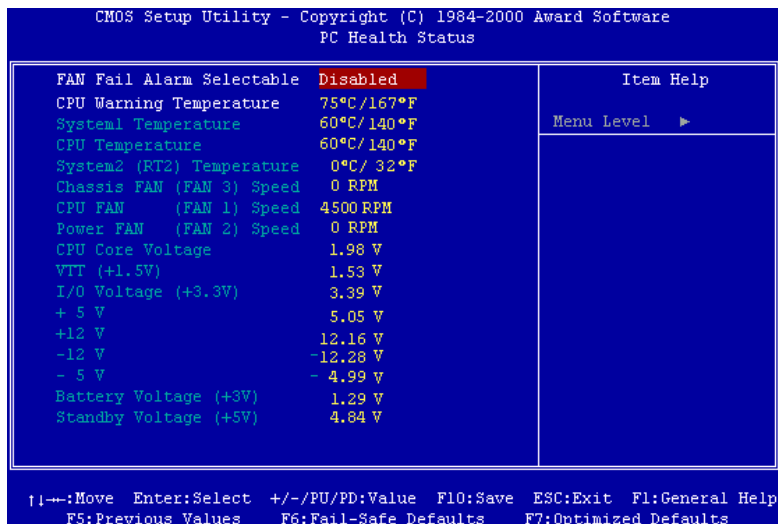 CMOS Setup Utility - Copyright (C) 1984-2000 Award Software
PC Health Status
FAN Fail Alarm Selectable Disabled
CPU Warning Temperature 75°C/167°F
System1 Temperature 60°C/140°F
CPU Temperature 60°C/140°F
System2 (RT2) Temperature 0°C/ 32°F
Chassis FAN (FAN 3) Speed 0 RPM
CPU FAN (FAN 1) Speed 4500 RPM
Power FAN (FAN 2) Speed 0 RPM
CPU Core Voltage 1.98 V
VTT (+1.5V) 1.53 V
I/O Voltage (+3.3V) 3.39 V
+ 5 V 5.05 V
+12 V 12.16 V
-12 V -12.28 V
- 5 V - 4.99 V
Battery Voltage (+3V) 1.29 V
Standby Voltage (+5V) 4.84 V
Item Help
Menu Level ►
↑↓→←:Move Enter:Select +/-/PU/PD:Value F10:Save ESC:Exit F1:General Help
F5:Previous Values F6:Fail-Safe Defaults F7:Optimized Defaults